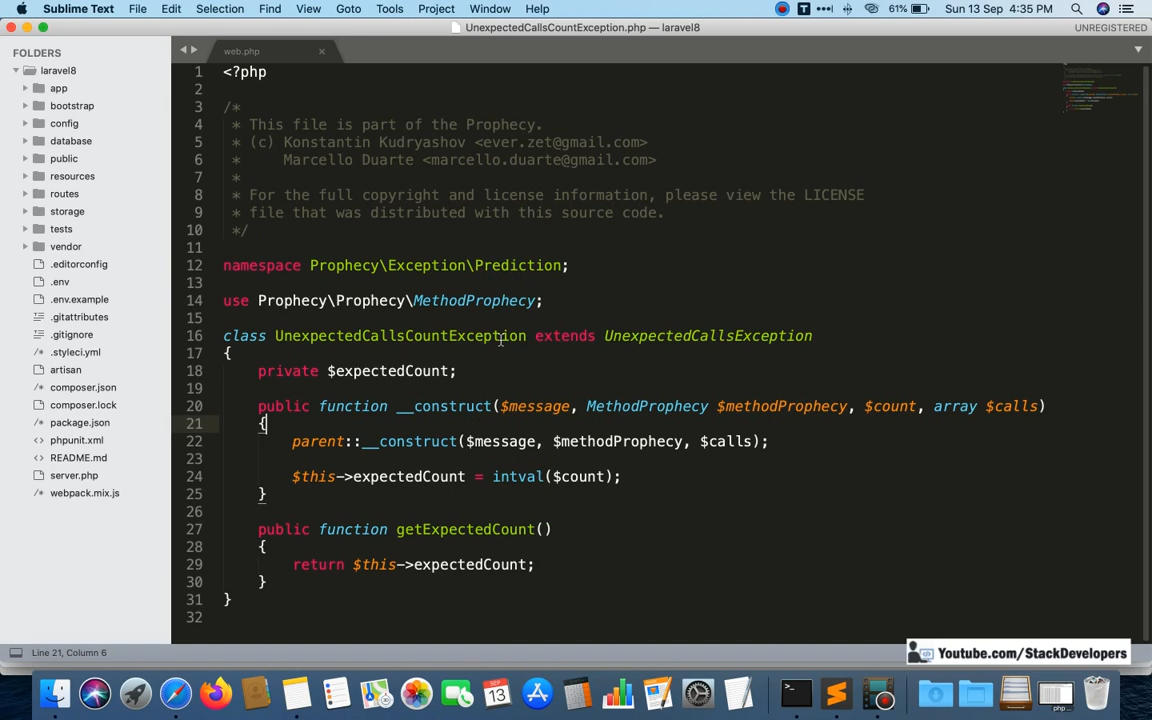 Sublime Text File Edit Selection Find View Goto Tools Project Window Help 61% Sun 13 Sep 4:35 PM
UnexpectedCallsCountException.php — laravel8 UNREGISTERED
FOLDERS
laravel8
app
bootstrap
config
database
public
resources
routes
storage
tests
vendor
.editorconfig
.env
.env.example
.gitattributes
.gitignore
.styleci.yml
artisan
composer.json
composer.lock
package.json
phpunit.xml
README.md
server.php
webpack.mix.js
web.php
1 <?php
2
3 /*
4  * This file is part of the Prophecy.
5  * (c) Konstantin Kudryashov <ever.zet@gmail.com>
6  *     Marcello Duarte <marcello.duarte@gmail.com>
7  *
8  * For the full copyright and license information, please view the LICENSE
9  * file that was distributed with this source code.
10  */
11
12 namespace Prophecy\Exception\Prediction;
13
14 use Prophecy\Prophecy\MethodProphecy;
15
16 class UnexpectedCallsCountException extends UnexpectedCallsException
17 {
18     private $expectedCount;
19
20     public function __construct($message, MethodProphecy $methodProphecy, $count, array $calls)
21     {
22         parent::__construct($message, $methodProphecy, $calls);
23
24         $this->expectedCount = intval($count);
25     }
26
27     public function getExpectedCount()
28     {
29         return $this->expectedCount;
30     }
31 }
32
Line 21, Column 6
Youtube.com/StackDevelopers
SEP
13
php